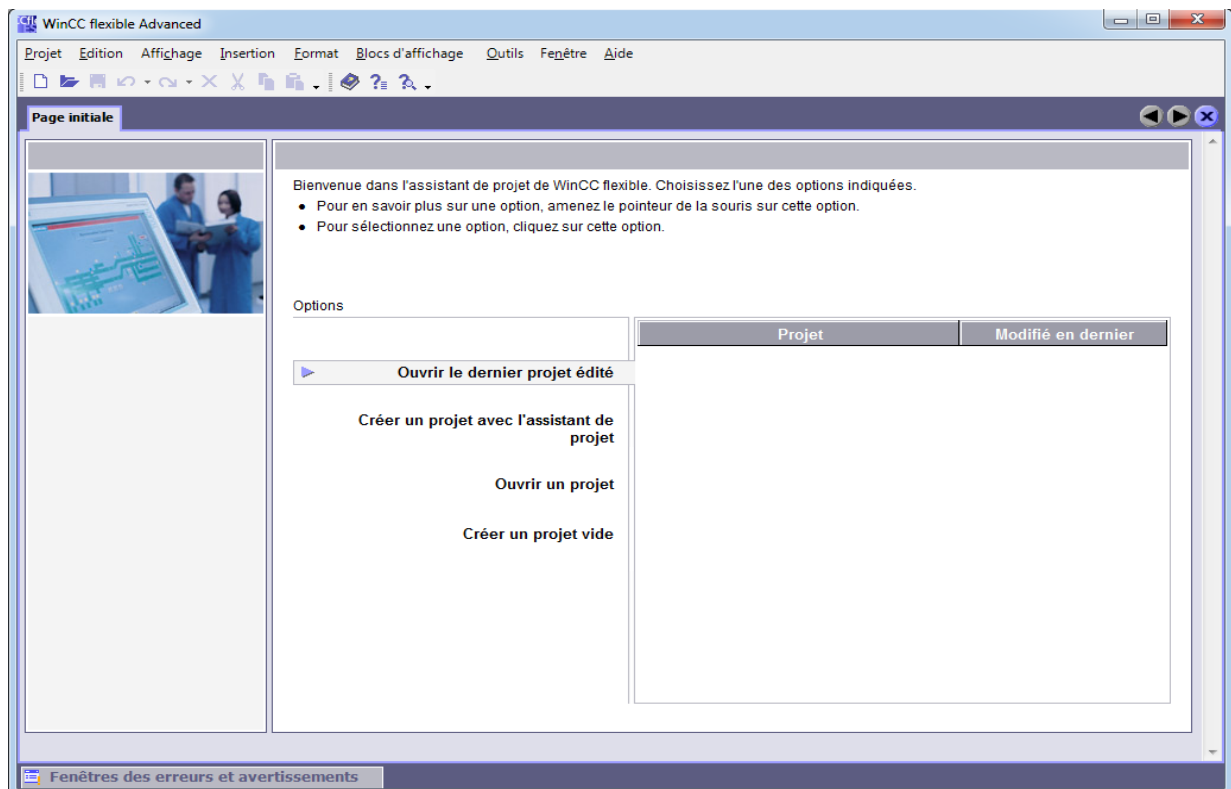 WinCC flexible Advanced
Projet Edition Affichage Insertion Format Blocs d'affichage Outils Fenêtre Aide
Page initiale
Bienvenue dans l'assistant de projet de WinCC flexible. Choisissez l'une des options indiquées.
• Pour en savoir plus sur une option, amenez le pointeur de la souris sur cette option.
• Pour sélectionnez une option, cliquez sur cette option.
Options
Projet Modifié en dernier
Ouvrir le dernier projet édité
Créer un projet avec l'assistant de
projet
Ouvrir un projet
Créer un projet vide
Fenêtres des erreurs et avertissements